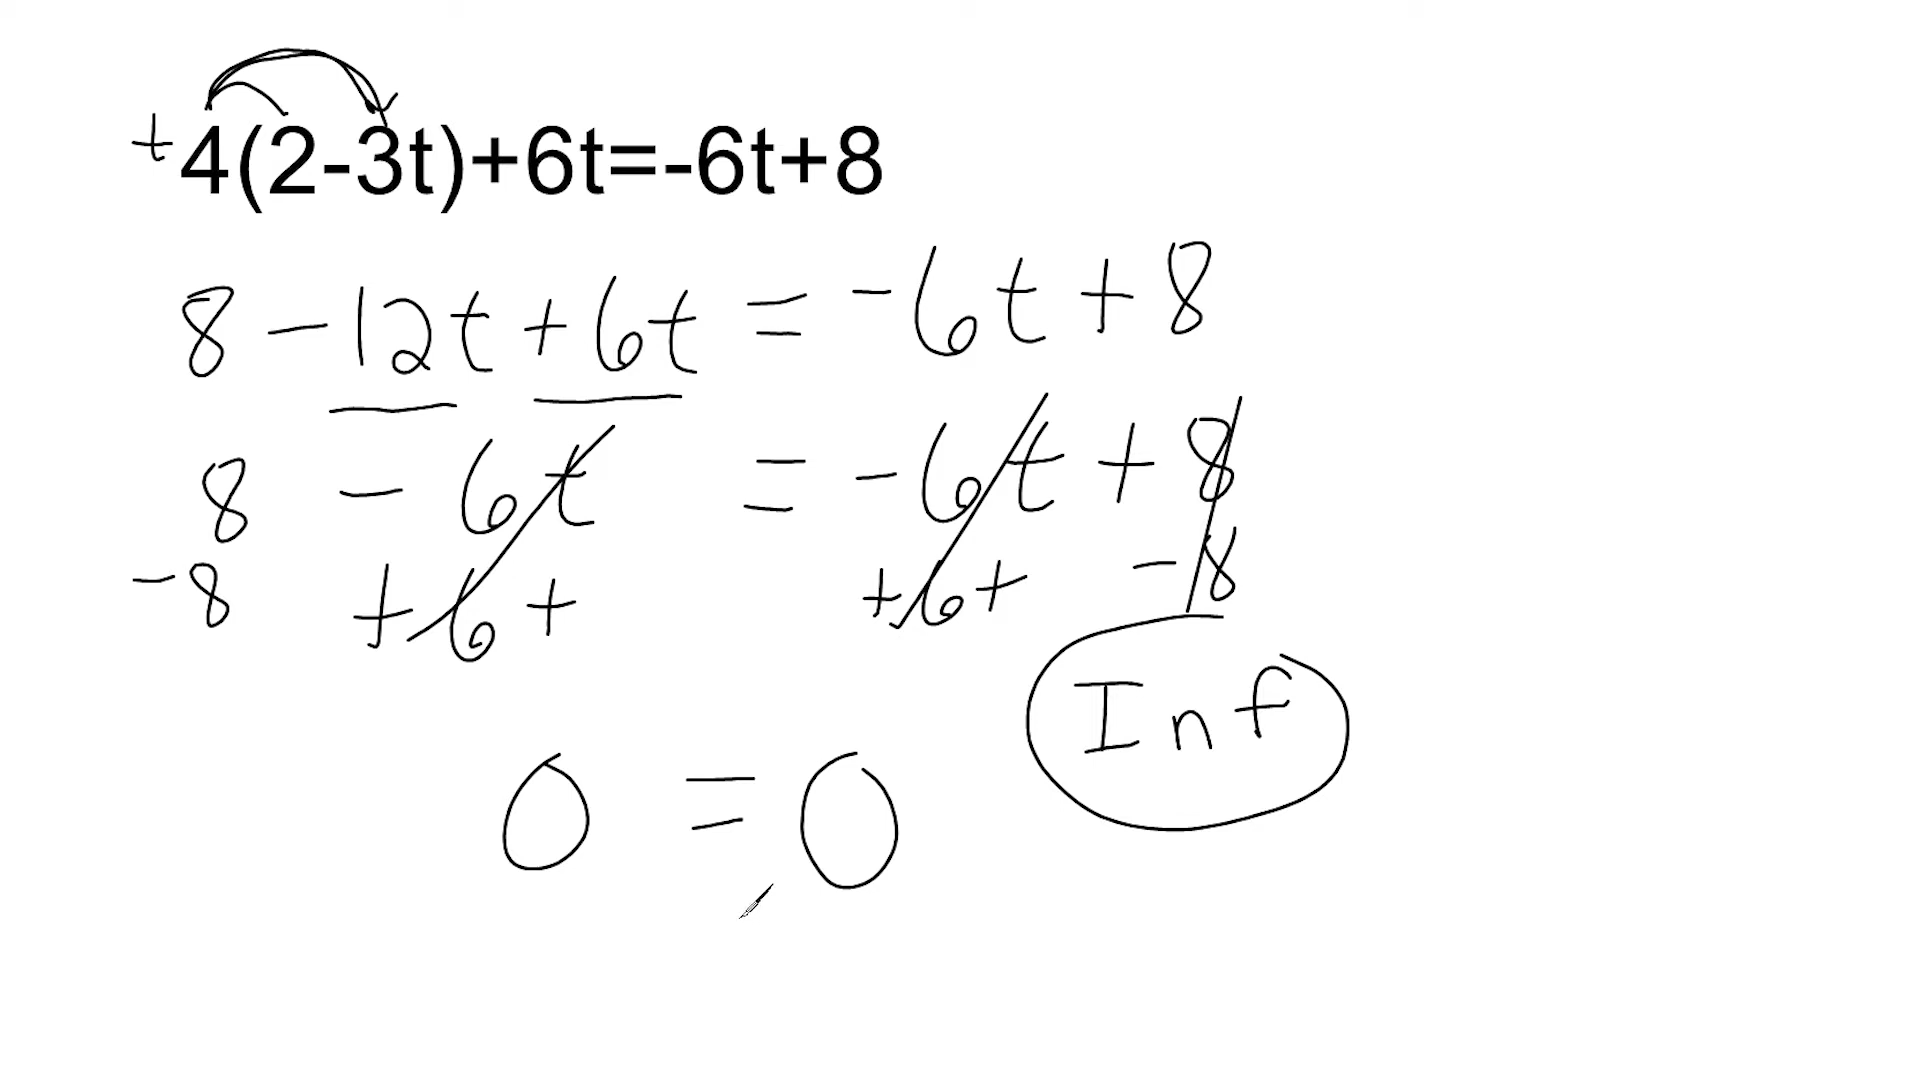 +4(2-3t)+6t=-6t+8
8 - 12t + 6t = -6t + 8
8 - 6t = -6t + 8
-8 +6t +6t -8
Inf
0 = 0